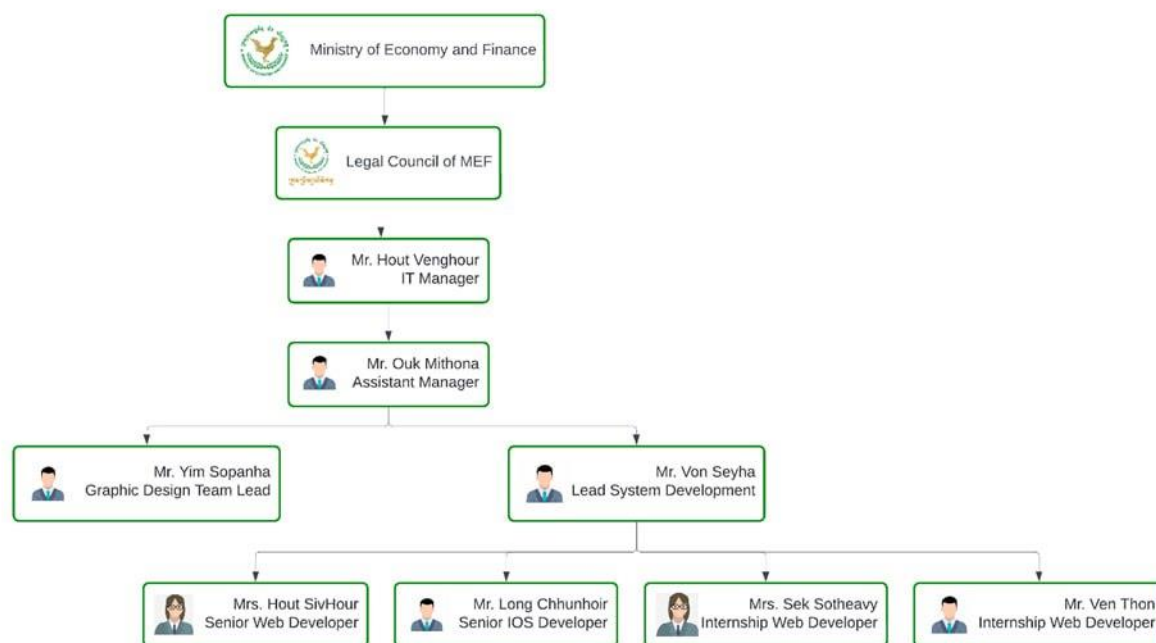 Ministry of Economy and Finance
Legal Council of MEF
Mr. Hout Venghour
IT Manager
Mr. Ouk Mithona
Assistant Manager
Mr. Yim Sopanha
Graphic Design Team Lead
Mr. Von Seyha
Lead System Development
Mrs. Hout SivHour
Senior Web Developer
Mr. Long Chhunhoir
Senior IOS Developer
Mrs. Sek Sotheavy
Internship Web Developer
Mr. Ven Thon
Internship Web Developer